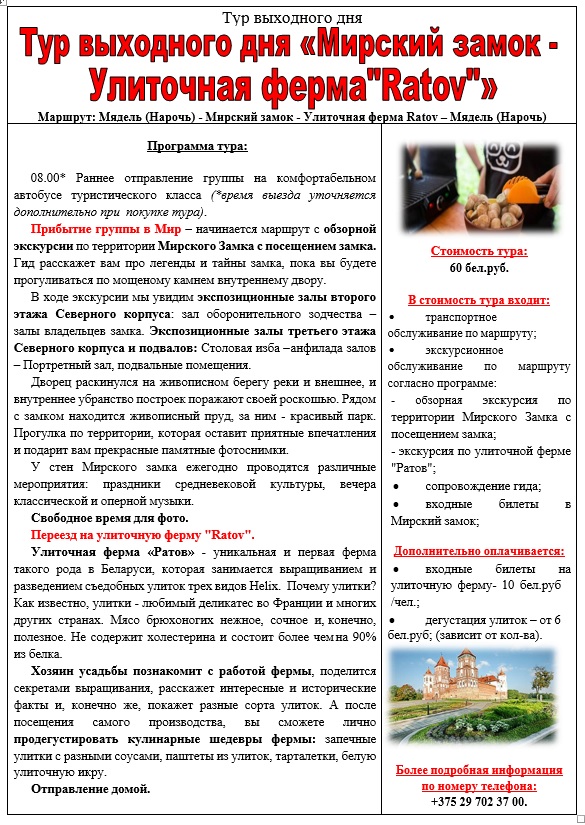 Тур выходного дня
Тур выходного дня «Мирский замок -
Улиточная ферма"Ratov"»
Маршрут: Мядель (Нарочь) - Мирский замок - Улиточная ферма Ratov – Мядель (Нарочь)
Программа тура:
08.00* Раннее отправление группы на комфортабельном
автобусе туристического класса (*время выезда уточняется
дополнительно при покупке тура).
Прибытие группы в Мир – начинается маршрут с обзорной
экскурсии по территории Мирского Замка с посещением замка.
Гид расскажет вам про легенды и тайны замка, пока вы будете
прогуливаться по мощеному камнем внутреннему двору.
В ходе экскурсии мы увидим экспозиционные залы второго
этажа Северного корпуса: зал оборонительного зодчества –
залы владельцев замка. Экспозиционные залы третьего этажа
Северного корпуса и подвалов: Столовая изба –анфилада залов
– Портретный зал, подвальные помещения.
Дворец раскинулся на живописном берегу реки и внешнее, и
внутреннее убранство построек поражают своей роскошью. Рядом
с замком находится живописный пруд, за ним - красивый парк.
Прогулка по территории, которая оставит приятные впечатления
и подарит вам прекрасные памятные фотоснимки.
У стен Мирского замка ежегодно проводятся различные
мероприятия: праздники средневековой культуры, вечера
классической и оперной музыки.
Свободное время для фото.
Переезд на улиточную ферму "Ratov".
Улиточная ферма «Ратов» - уникальная и первая ферма
такого рода в Беларуси, которая занимается выращиванием и
разведением съедобных улиток трех видов Helix. Почему улитки?
Как известно, улитки - любимый деликатес во Франции и многих
других странах. Мясо брюхоногих нежное, сочное и, конечно,
полезное. Не содержит холестерина и состоит более чем на 90%
из белка.
Хозяин усадьбы познакомит с работой фермы, поделится
секретами выращивания, расскажет интересные и исторические
факты и, конечно же, покажет разные сорта улиток. А после
посещения самого производства, вы сможете лично
продегустировать кулинарные шедевры фермы: запечные
улитки с разными соусами, паштеты из улиток, тарталетки, белую
улиточную икру.
Отправление домой.
Стоимость тура:
60 бел.руб.
В стоимость тура входит:
• транспортное
обслуживание по маршруту;
• экскурсионное
обслуживание по маршруту
согласно программе:
- обзорная экскурсия по
территории Мирского Замка с
посещением замка;
- экскурсия по улиточной ферме
"Ратов";
• сопровождение гида;
• входные билеты в
Мирский замок;
Дополнительно оплачивается:
• входные билеты на
улиточную ферму- 10 бел.руб
/чел.;
• дегустация улиток – от 6
бел.руб; (зависит от кол-ва).
Более подробная информация
по номеру телефона:
+375 29 702 37 00.